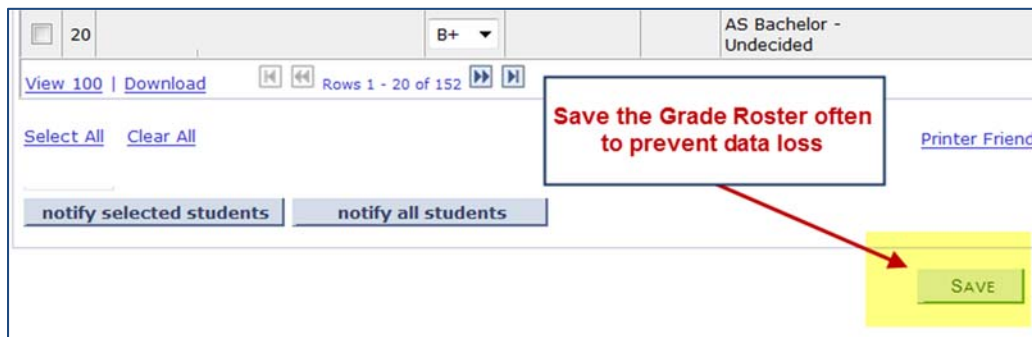 20 B+ AS Bachelor -
Undecided
View 100 | Download Rows 1 - 20 of 152
Save the Grade Roster often
to prevent data loss
Select All Clear All Printer Friend
notify selected students notify all students
SAVE